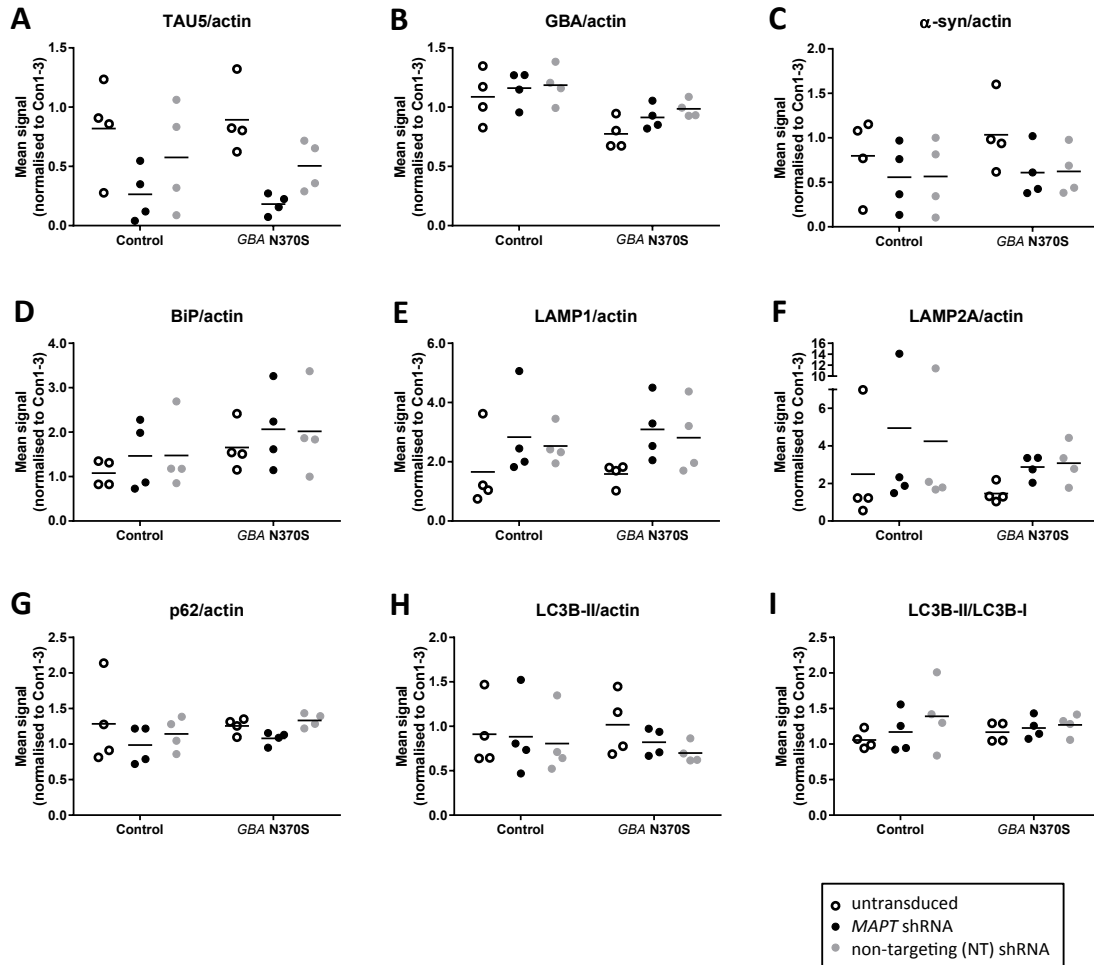 A
TAU5/actin
Mean signal
(normalised to Con1-3)
1.5
1.0
0.5
0.0
Control
GBA N370S
B
GBA/actin
Mean signal
(normalised to Con1-3)
1.5
1.0
0.5
0.0
Control
GBA N370S
C
α-syn/actin
Mean signal
(normalised to Con1-3)
2.0
1.5
1.0
0.5
0.0
Control
GBA N370S
D
BiP/actin
Mean signal
(normalised to Con1-3)
4.0
3.0
2.0
1.0
0.0
Control
GBA N370S
E
LAMP1/actin
Mean signal
(normalised to Con1-3)
6.0
4.0
2.0
0.0
Control
GBA N370S
F
LAMP2A/actin
Mean signal
(normalised to Con1-3)
16
14
12
10
8
6
4
2
0
Control
GBA N370S
G
p62/actin
Mean signal
(normalised to Con1-3)
2.5
2.0
1.5
1.0
0.5
0.0
Control
GBA N370S
H
LC3B-II/actin
Mean signal
(normalised to Con1-3)
2.0
1.5
1.0
0.5
0.0
Control
GBA N370S
I
LC3B-II/LC3B-I
Mean signal
(normalised to Con1-3)
2.5
2.0
1.5
1.0
0.5
0.0
Control
GBA N370S
untransduced
MAPT shRNA
non-targeting (NT) shRNA